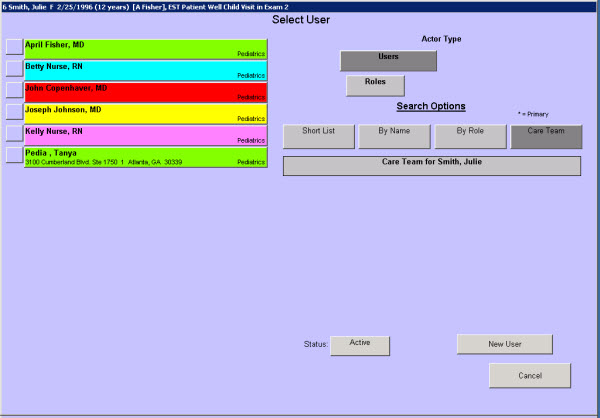 6 Smith, Julie F 2/25/1996 (12 years) [A Fisher], EST Patient Well Child Visit in Exam 2
Select User
April Fisher, MD
Pediatrics
Betty Nurse, RN
Pediatrics
John Copenhaver, MD
Pediatrics
Joseph Johnson, MD
Pediatrics
Kelly Nurse, RN
Pediatrics
Pedia , Tanya
3100 Cumberland Blvd. Ste 1750 1 Atlanta, GA 30339 Pediatrics
Actor Type
Users
Roles
Search Options
* = Primary
Short List By Name By Role Care Team
Care Team for Smith, Julie
Status: Active
New User
Cancel